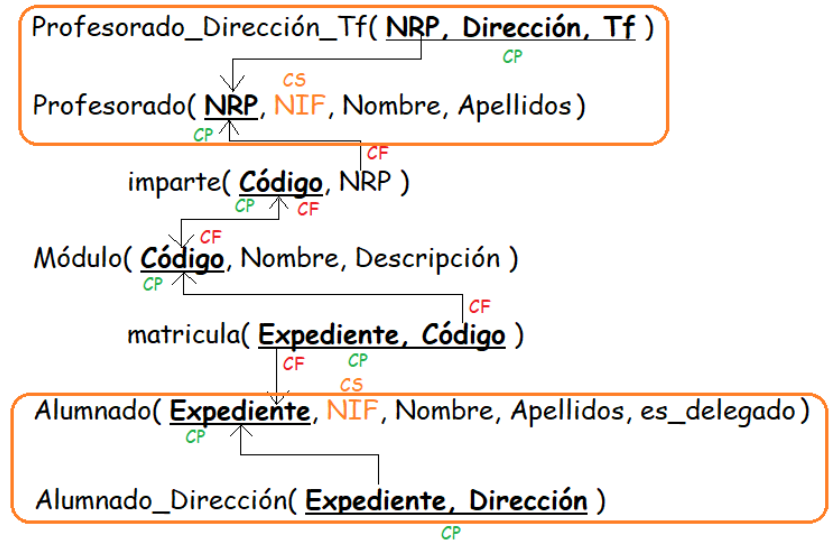 Profesorado_Dirección_Tf( NRP, Dirección, Tf )
CP
CS
Profesorado( NRP, NIF, Nombre, Apellidos )
CP
CF
imparte( Código, NRP )
CP CF
CF
Módulo( Código, Nombre, Descripción )
CP
CF
matricula( Expediente, Código )
CF CP
CS
Alumnado( Expediente, NIF, Nombre, Apellidos, es_delegado )
CP
Alumnado_Dirección( Expediente, Dirección )
CP